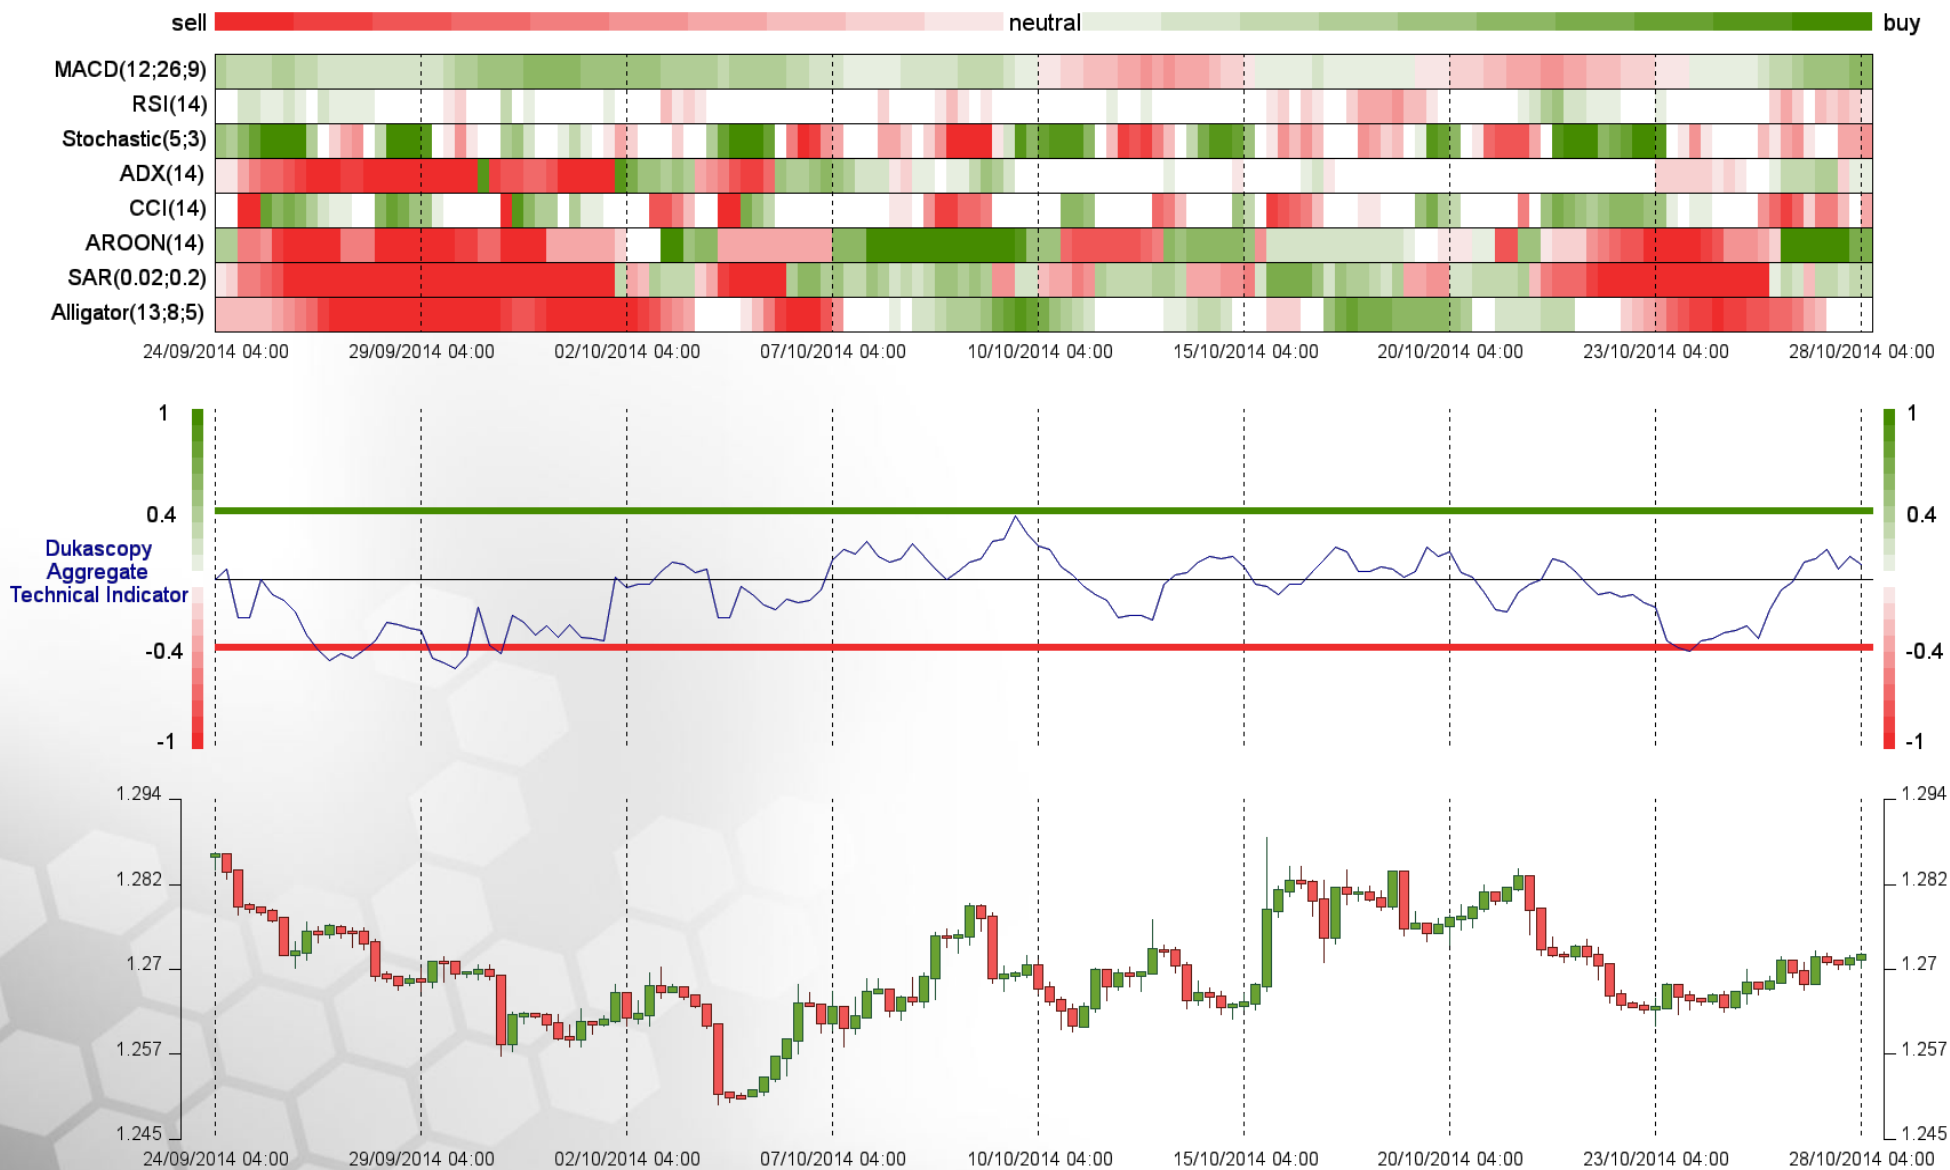 sell neutral buy
MACD(12;26;9)
RSI(14)
Stochastic(5;3)
ADX(14)
CCI(14)
AROON(14)
SAR(0.02;0.2)
Alligator(13;8;5)
24/09/2014 04:00 29/09/2014 04:00 02/10/2014 04:00 07/10/2014 04:00 10/10/2014 04:00 15/10/2014 04:00 20/10/2014 04:00 23/10/2014 04:00 28/10/2014 04:00
1 1
0.4 0.4
Dukascopy
Aggregate
Technical Indicator
-0.4 -0.4
-1 -1
1.294 1.294
1.282 1.282
1.27 1.27
1.257 1.257
1.245 1.245
24/09/2014 04:00 29/09/2014 04:00 02/10/2014 04:00 07/10/2014 04:00 10/10/2014 04:00 15/10/2014 04:00 20/10/2014 04:00 23/10/2014 04:00 28/10/2014 04:00